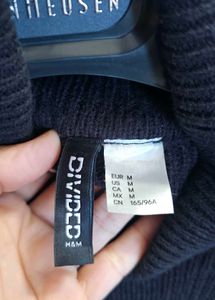 HEUSEN
DIVIDED
H&M
EUR M
US M
CA M
MX M
CN 165/96A